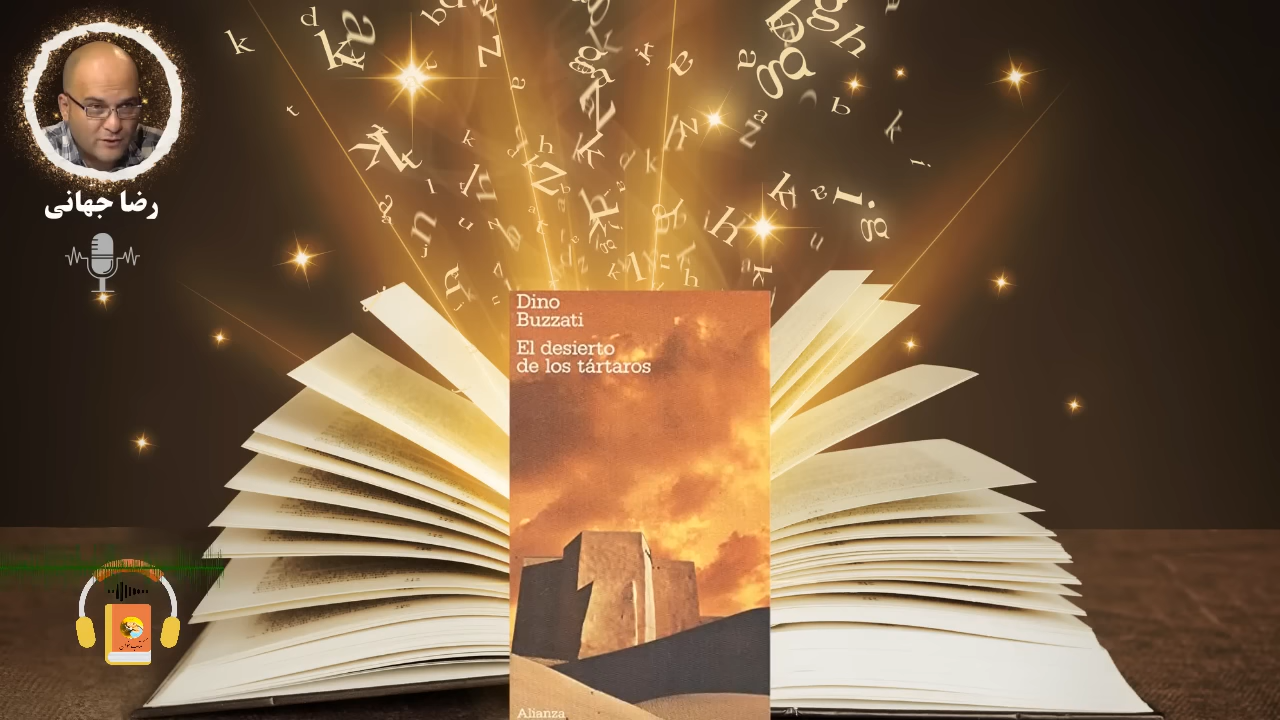 رضا جهانی
Dino
Buzzati
El desierto
de los tártaros
Alianza